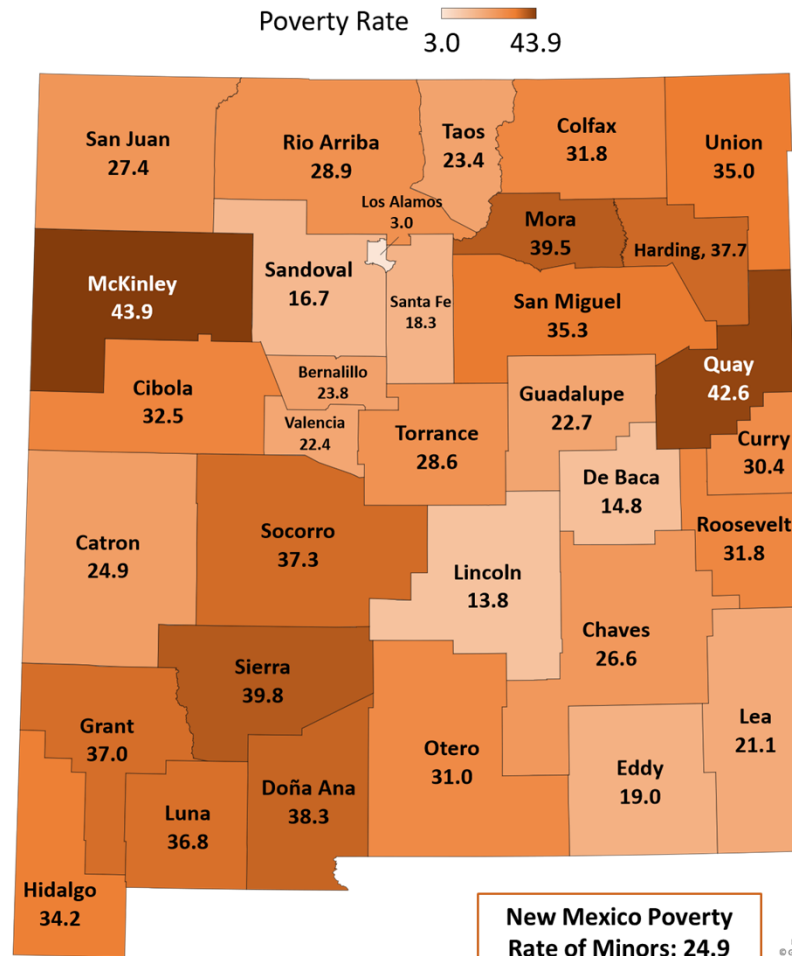 Poverty Rate
3.0 43.9
San Juan
27.4
Rio Arriba
28.9
Taos
23.4
Colfax
31.8
Union
35.0
Los Alamos
3.0
Mora
39.5
Harding, 37.7
McKinley
43.9
Sandoval
16.7
Santa Fe
18.3
San Miguel
35.3
Quay
42.6
Cibola
32.5
Bernalillo
23.8
Valencia
22.4
Torrance
28.6
Guadalupe
22.7
Curry
30.4
De Baca
14.8
Roosevelt
31.8
Catron
24.9
Socorro
37.3
Lincoln
13.8
Chaves
26.6
Sierra
39.8
Grant
37.0
Luna
36.8
Doña Ana
38.3
Otero
31.0
Eddy
19.0
Lea
21.1
Hidalgo
34.2
New Mexico Poverty
Rate of Minors: 24.9